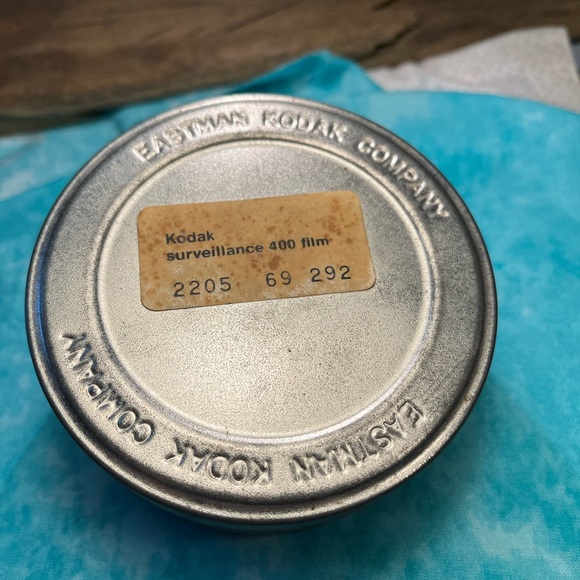 EASTMAN KODAK COMPANY
Kodak
surveillance 400 film
2205 69 292
EASTMAN KODAK COMPANY